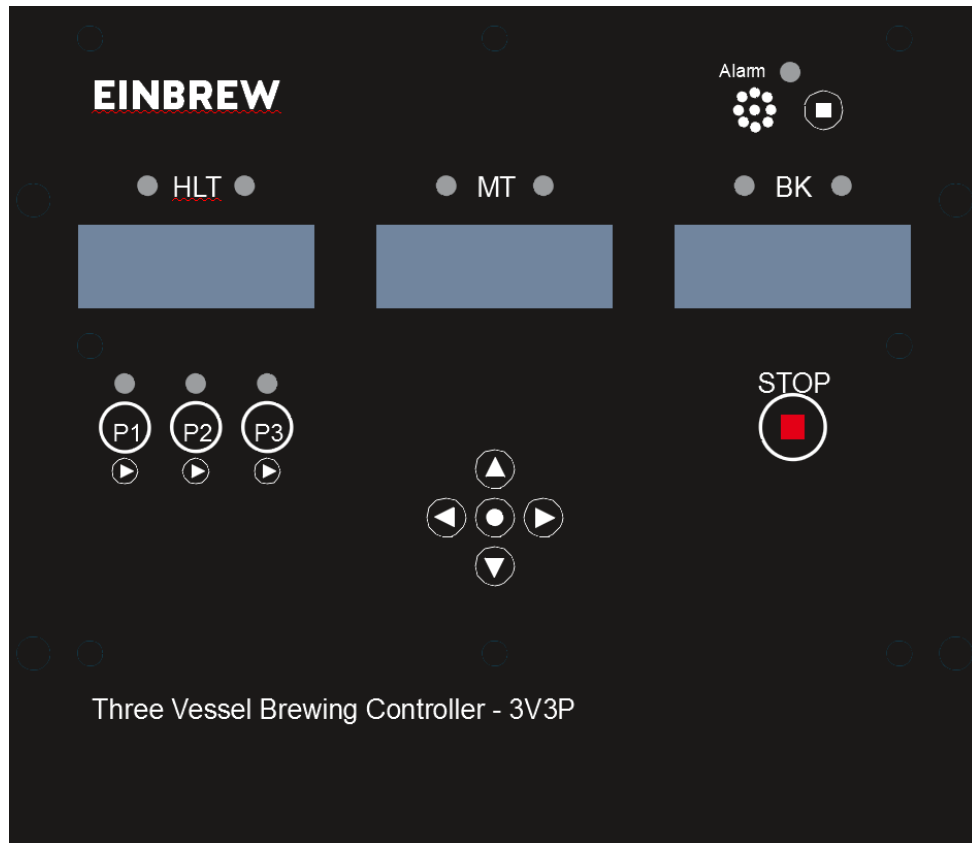 EINBREW
Alarm
HLT
MT
BK
STOP
P1
P2
P3
Three Vessel Brewing Controller - 3V3P